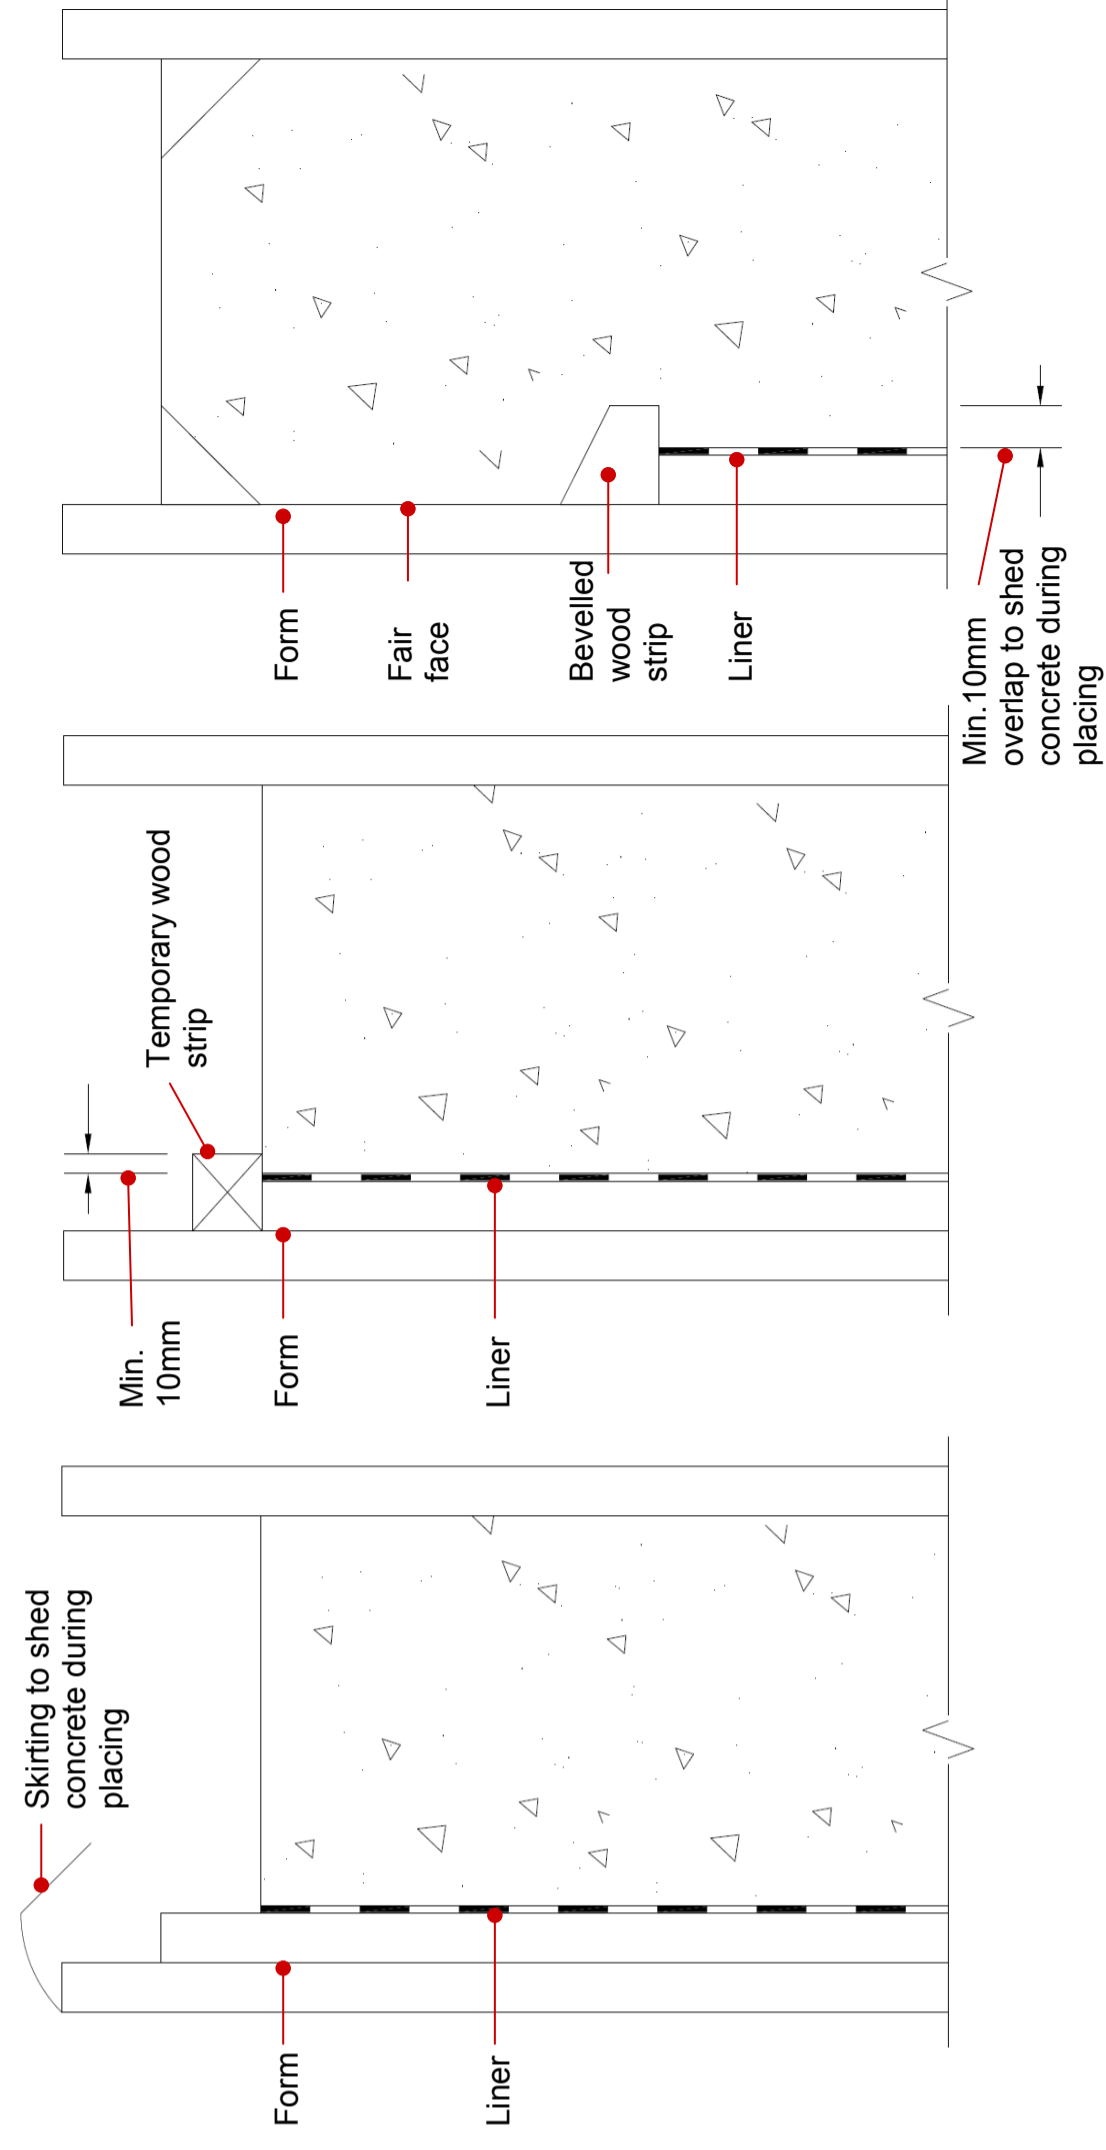 Skirting to shed
concrete during
placing
Form
Liner
Min.
10mm
Temporary wood
strip
Form
Liner
Form
Fair
face
Bevelled
wood
strip
Liner
Min.10mm
overlap to shed
concrete during
placing